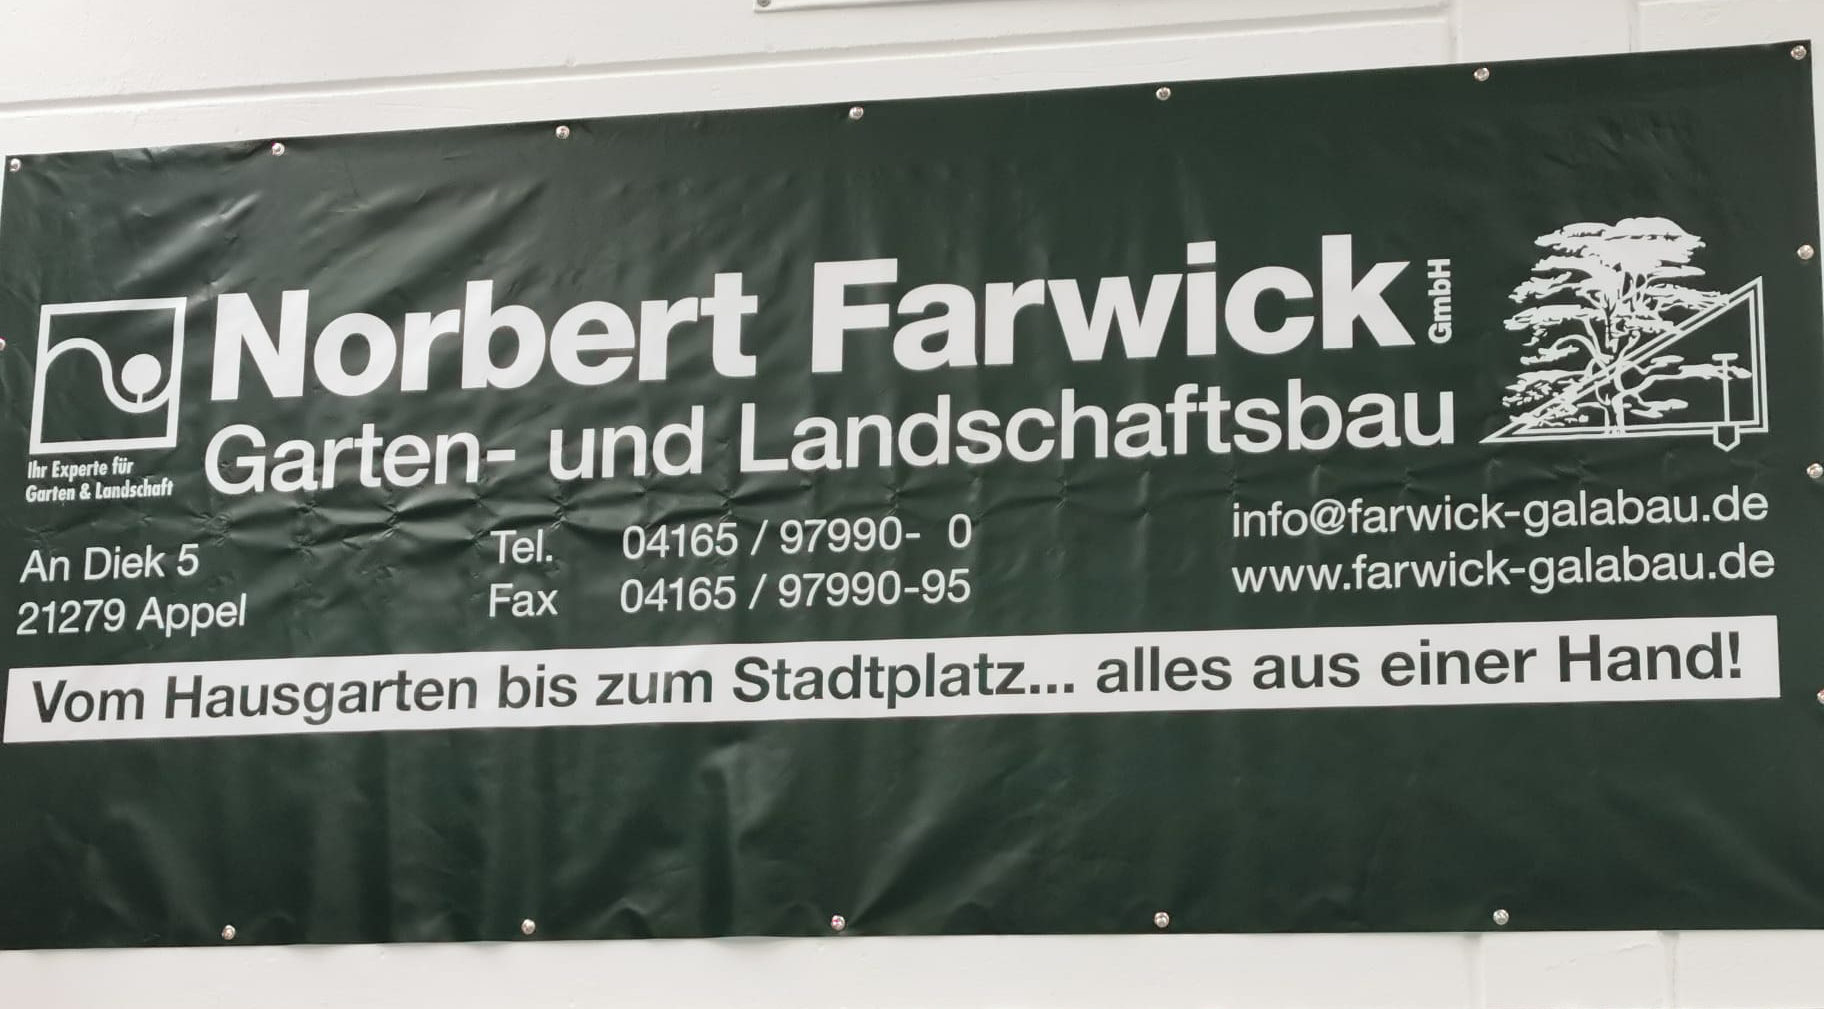 Norbert Farwick GmbH
Garten- und Landschaftsbau
Ihr Experte für
Garten & Landschaft
An Diek 5
21279 Appel
Tel. 04165 / 97990- 0
Fax 04165 / 97990-95
info@farwick-galabau.de
www.farwick-galabau.de
Vom Hausgarten bis zum Stadtplatz... alles aus einer Hand!